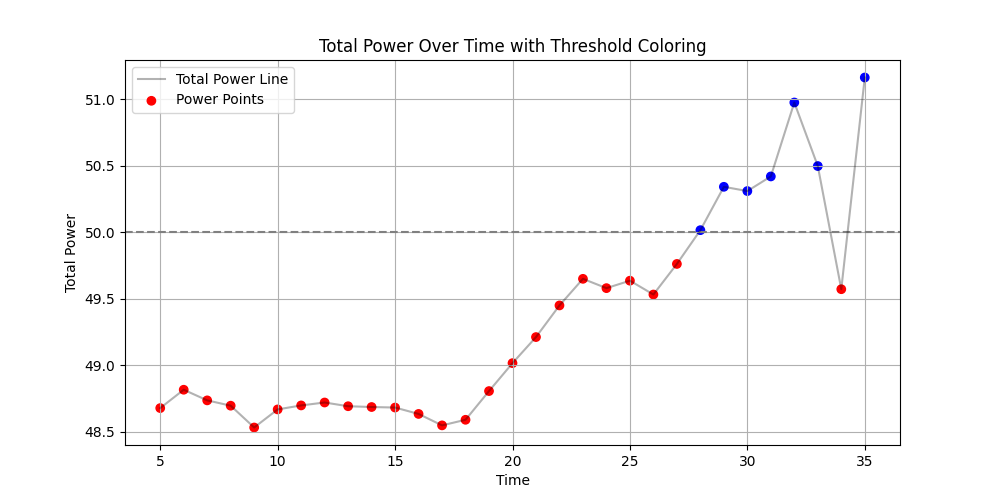 Total Power Over Time with Threshold Coloring
Total Power Line
Power Points
51.0
50.5
50.0
49.5
49.0
48.5
Total Power
5 10 15 20 25 30 35
Time